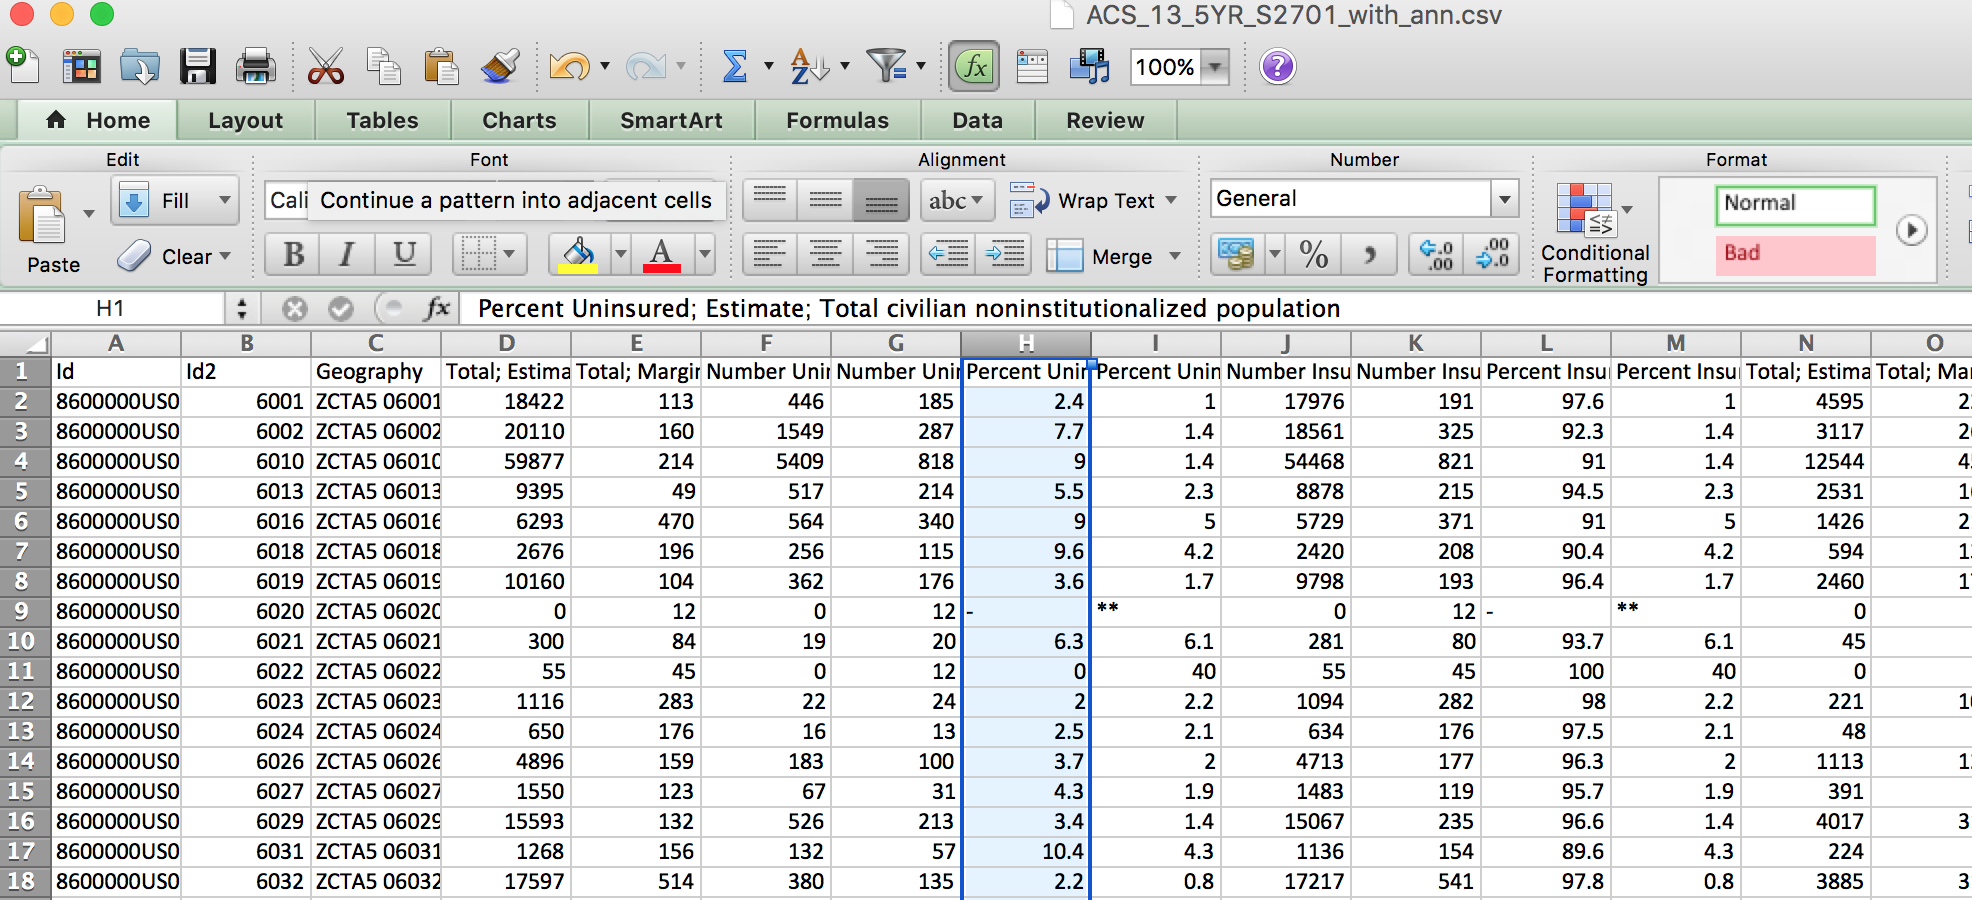 ACS_13_5YR_S2701_with_ann.csv
100%
Home Layout Tables Charts SmartArt Formulas Data Review
Edit Font Alignment Number Format
Paste Fill Clear
Cali Continue a pattern into adjacent cells
B I U A
abc Wrap Text
Merge
General
%
Conditional Formatting
Normal
Bad
H1 fx Percent Uninsured; Estimate; Total civilian noninstitutionalized population
A B C D E F G H I J K L M N O
1 Id Id2 Geography Total; Estima Total; Margin Number Unin Number Unin Percent Unin Percent Unin Number Insu Number Insu Percent Insu Percent Insu Total; Estima Total; Ma
2 8600000US0 6001 ZCTA5 06001 18422 113 446 185 2.4 1 17976 191 97.6 1 4595 2
3 8600000US0 6002 ZCTA5 06002 20110 160 1549 287 7.7 1.4 18561 325 92.3 1.4 3117 2
4 8600000US0 6010 ZCTA5 06010 59877 214 5409 818 9 1.4 54468 821 91 1.4 12544 4
5 8600000US0 6013 ZCTA5 06013 9395 49 517 214 5.5 2.3 8878 215 94.5 2.3 2531 1
6 8600000US0 6016 ZCTA5 06016 6293 470 564 340 9 5 5729 371 91 5 1426 2
7 8600000US0 6018 ZCTA5 06018 2676 196 256 115 9.6 4.2 2420 208 90.4 4.2 594 1
8 8600000US0 6019 ZCTA5 06019 10160 104 362 176 3.6 1.7 9798 193 96.4 1.7 2460 1
9 8600000US0 6020 ZCTA5 06020 0 12 0 12 - ** 0 12 - ** 0
10 8600000US0 6021 ZCTA5 06021 300 84 19 20 6.3 6.1 281 80 93.7 6.1 45
11 8600000US0 6022 ZCTA5 06022 55 45 0 12 0 40 55 45 100 40 0
12 8600000US0 6023 ZCTA5 06023 1116 283 22 24 2 2.2 1094 282 98 2.2 221 1
13 8600000US0 6024 ZCTA5 06024 650 176 16 13 2.5 2.1 634 176 97.5 2.1 48
14 8600000US0 6026 ZCTA5 06026 4896 159 183 100 3.7 2 4713 177 96.3 2 1113 1
15 8600000US0 6027 ZCTA5 06027 1550 123 67 31 4.3 1.9 1483 119 95.7 1.9 391
16 8600000US0 6029 ZCTA5 06029 15593 132 526 213 3.4 1.4 15067 235 96.6 1.4 4017 3
17 8600000US0 6031 ZCTA5 06031 1268 156 132 57 10.4 4.3 1136 154 89.6 4.3 224
18 8600000US0 6032 ZCTA5 06032 17597 514 380 135 2.2 0.8 17217 541 97.8 0.8 3885 3